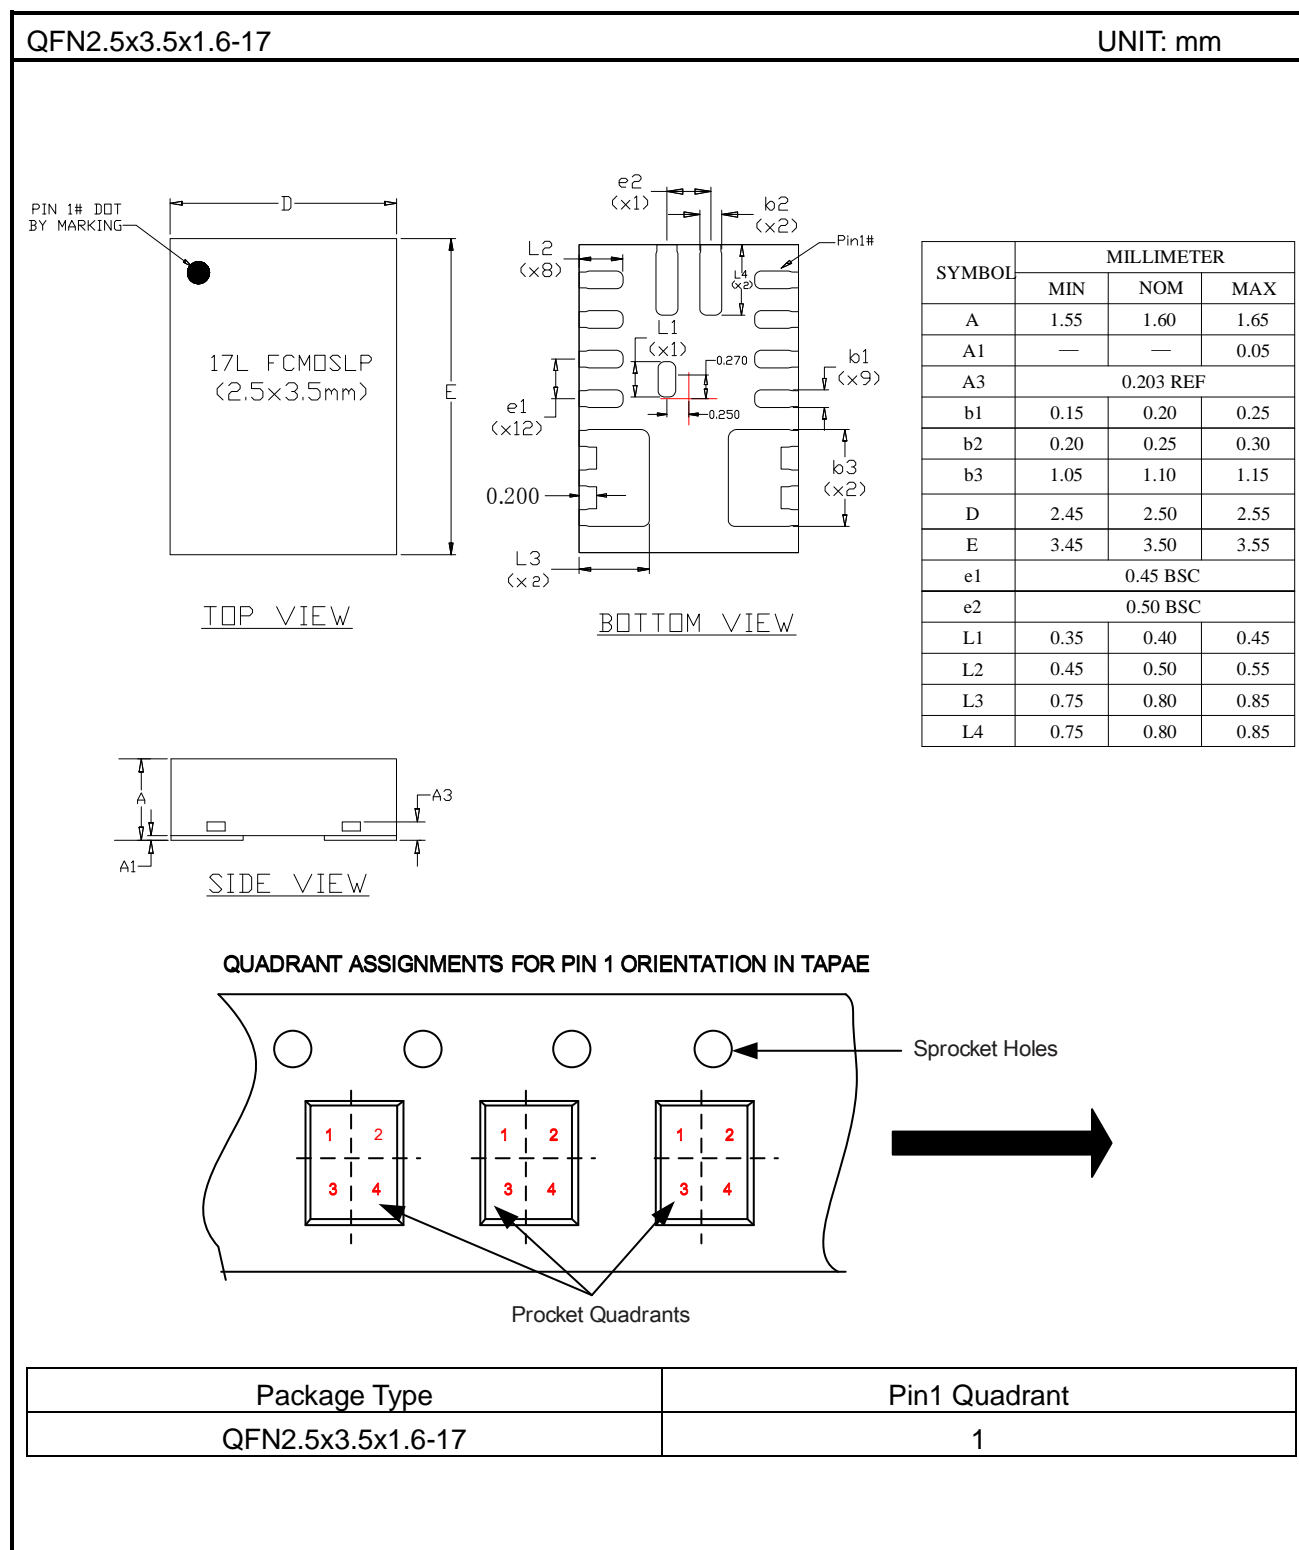 QFN2.5x3.5x1.6-17 UNIT: mm
PIN 1# DOT
BY MARKING
D
17L FCMOSLP
(2.5x3.5mm)
E
TOP VIEW
e2
(x1)
b2
(x2)
Pin1#
L2
(x8)
L4
(x2)
L1
(x1)
0.270
b1
(x9)
e1
(x12)
0.250
b3
(x2)
0.200
L3
(x2)
BOTTOM VIEW
SYMBOL MILLIMETER
MIN NOM MAX
A 1.55 1.60 1.65
A1 — — 0.05
A3 0.203 REF
b1 0.15 0.20 0.25
b2 0.20 0.25 0.30
b3 1.05 1.10 1.15
D 2.45 2.50 2.55
E 3.45 3.50 3.55
e1 0.45 BSC
e2 0.50 BSC
L1 0.35 0.40 0.45
L2 0.45 0.50 0.55
L3 0.75 0.80 0.85
L4 0.75 0.80 0.85
A
A3
A1
SIDE VIEW
QUADRANT ASSIGNMENTS FOR PIN 1 ORIENTATION IN TAPAE
Sprocket Holes
1 2 1 2 1 2
3 4 3 4 3 4
Procket Quadrants
Package Type Pin1 Quadrant
QFN2.5x3.5x1.6-17 1